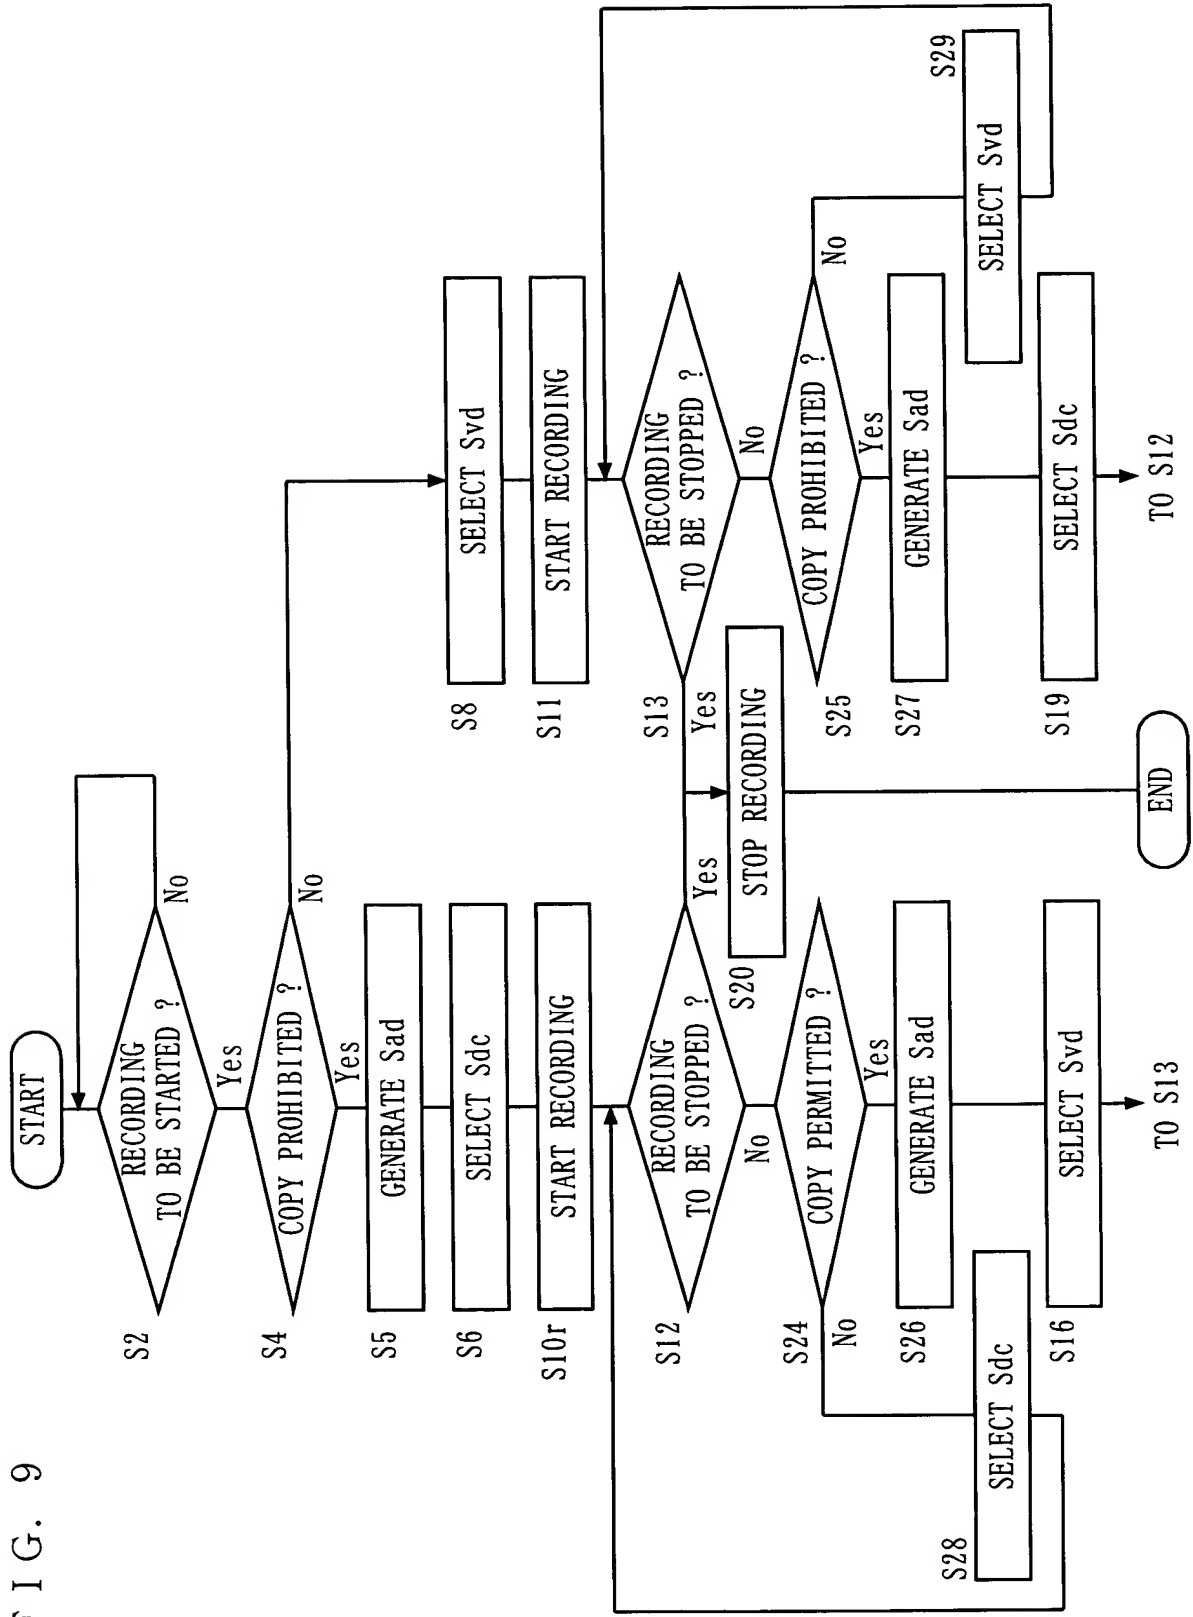 FIG. 9
START
S2
RECORDING
TO BE STARTED ?
No
Yes
S4
COPY PROHIBITED ?
No
Yes
S5
GENERATE Sad
S6
SELECT Sdc
S10r
START RECORDING
S8
SELECT Svd
S11
START RECORDING
S12
RECORDING
TO BE STOPPED ?
Yes
No
S13
RECORDING
TO BE STOPPED ?
Yes
No
S20
STOP RECORDING
S24
COPY PERMITTED ?
No
Yes
S25
COPY PROHIBITED ?
No
Yes
S26
GENERATE Sad
S27
GENERATE Sad
S28
SELECT Sdc
S29
SELECT Svd
S16
SELECT Svd
S19
SELECT Sdc
TO S13
END
TO S12